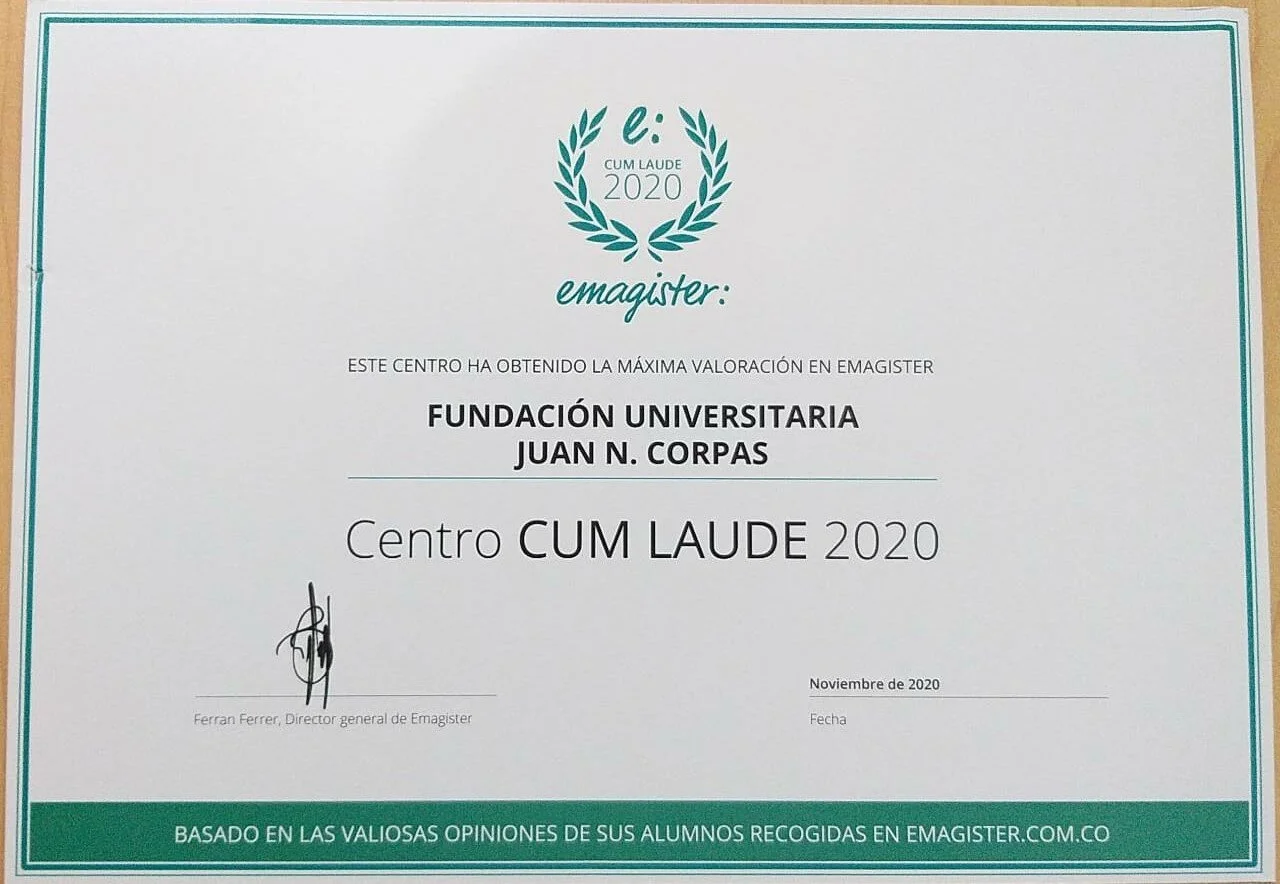 e:
CUM LAUDE
2020
emagister:
ESTE CENTRO HA OBTENIDO LA MÁXIMA VALORACIÓN EN EMAGISTER
FUNDACIÓN UNIVERSITARIA
JUAN N. CORPAS
Centro CUM LAUDE 2020
Noviembre de 2020
Ferran Ferrer, Director general de Emagister
Fecha
BASADO EN LAS VALIOSAS OPINIONES DE SUS ALUMNOS RECOGIDAS EN EMAGISTER.COM.CO